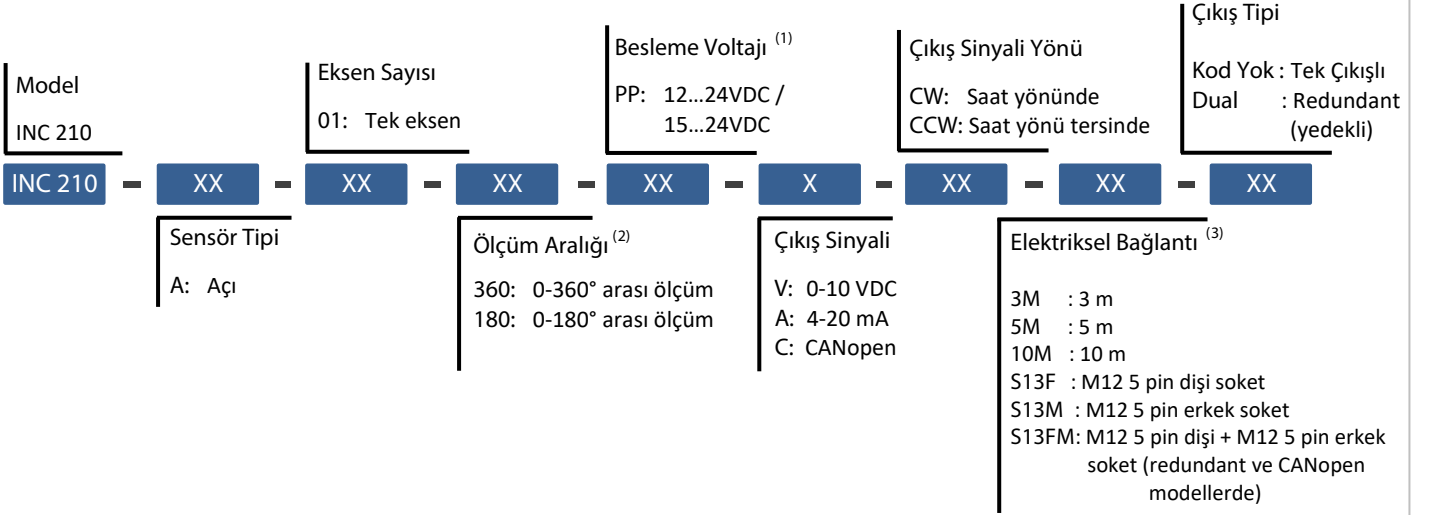 Model
INC 210
Eksen Sayısı
01: Tek eksen
Besleme Voltajı (1)
PP: 12...24VDC /
15...24VDC
Çıkış Sinyali Yönü
CW: Saat yönünde
CCW: Saat yönü tersinde
Çıkış Tipi
Kod Yok : Tek Çıkışlı
Dual : Redundant
(yedekli)
INC 210 - XX - XX - XX - XX - X - XX - XX - XX
Sensör Tipi
A: Açı
Ölçüm Aralığı (2)
360: 0-360° arası ölçüm
180: 0-180° arası ölçüm
Çıkış Sinyali
V: 0-10 VDC
A: 4-20 mA
C: CANopen
Elektriksel Bağlantı (3)
3M : 3 m
5M : 5 m
10M : 10 m
S13F : M12 5 pin dişi soket
S13M : M12 5 pin erkek soket
S13FM: M12 5 pin dişi + M12 5 pin erkek
soket (redundant ve CANopen
modellerde)